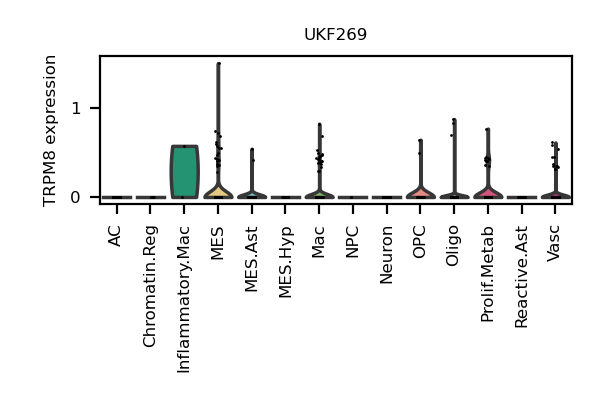 UKF269
TRPM8 expression
1
0
AC
Chromatin.Reg
Inflammatory.Mac
MES
MES.Ast
MES.Hyp
Mac
NPC
Neuron
OPC
Oligo
Prolif.Metab
Reactive.Ast
Vasc